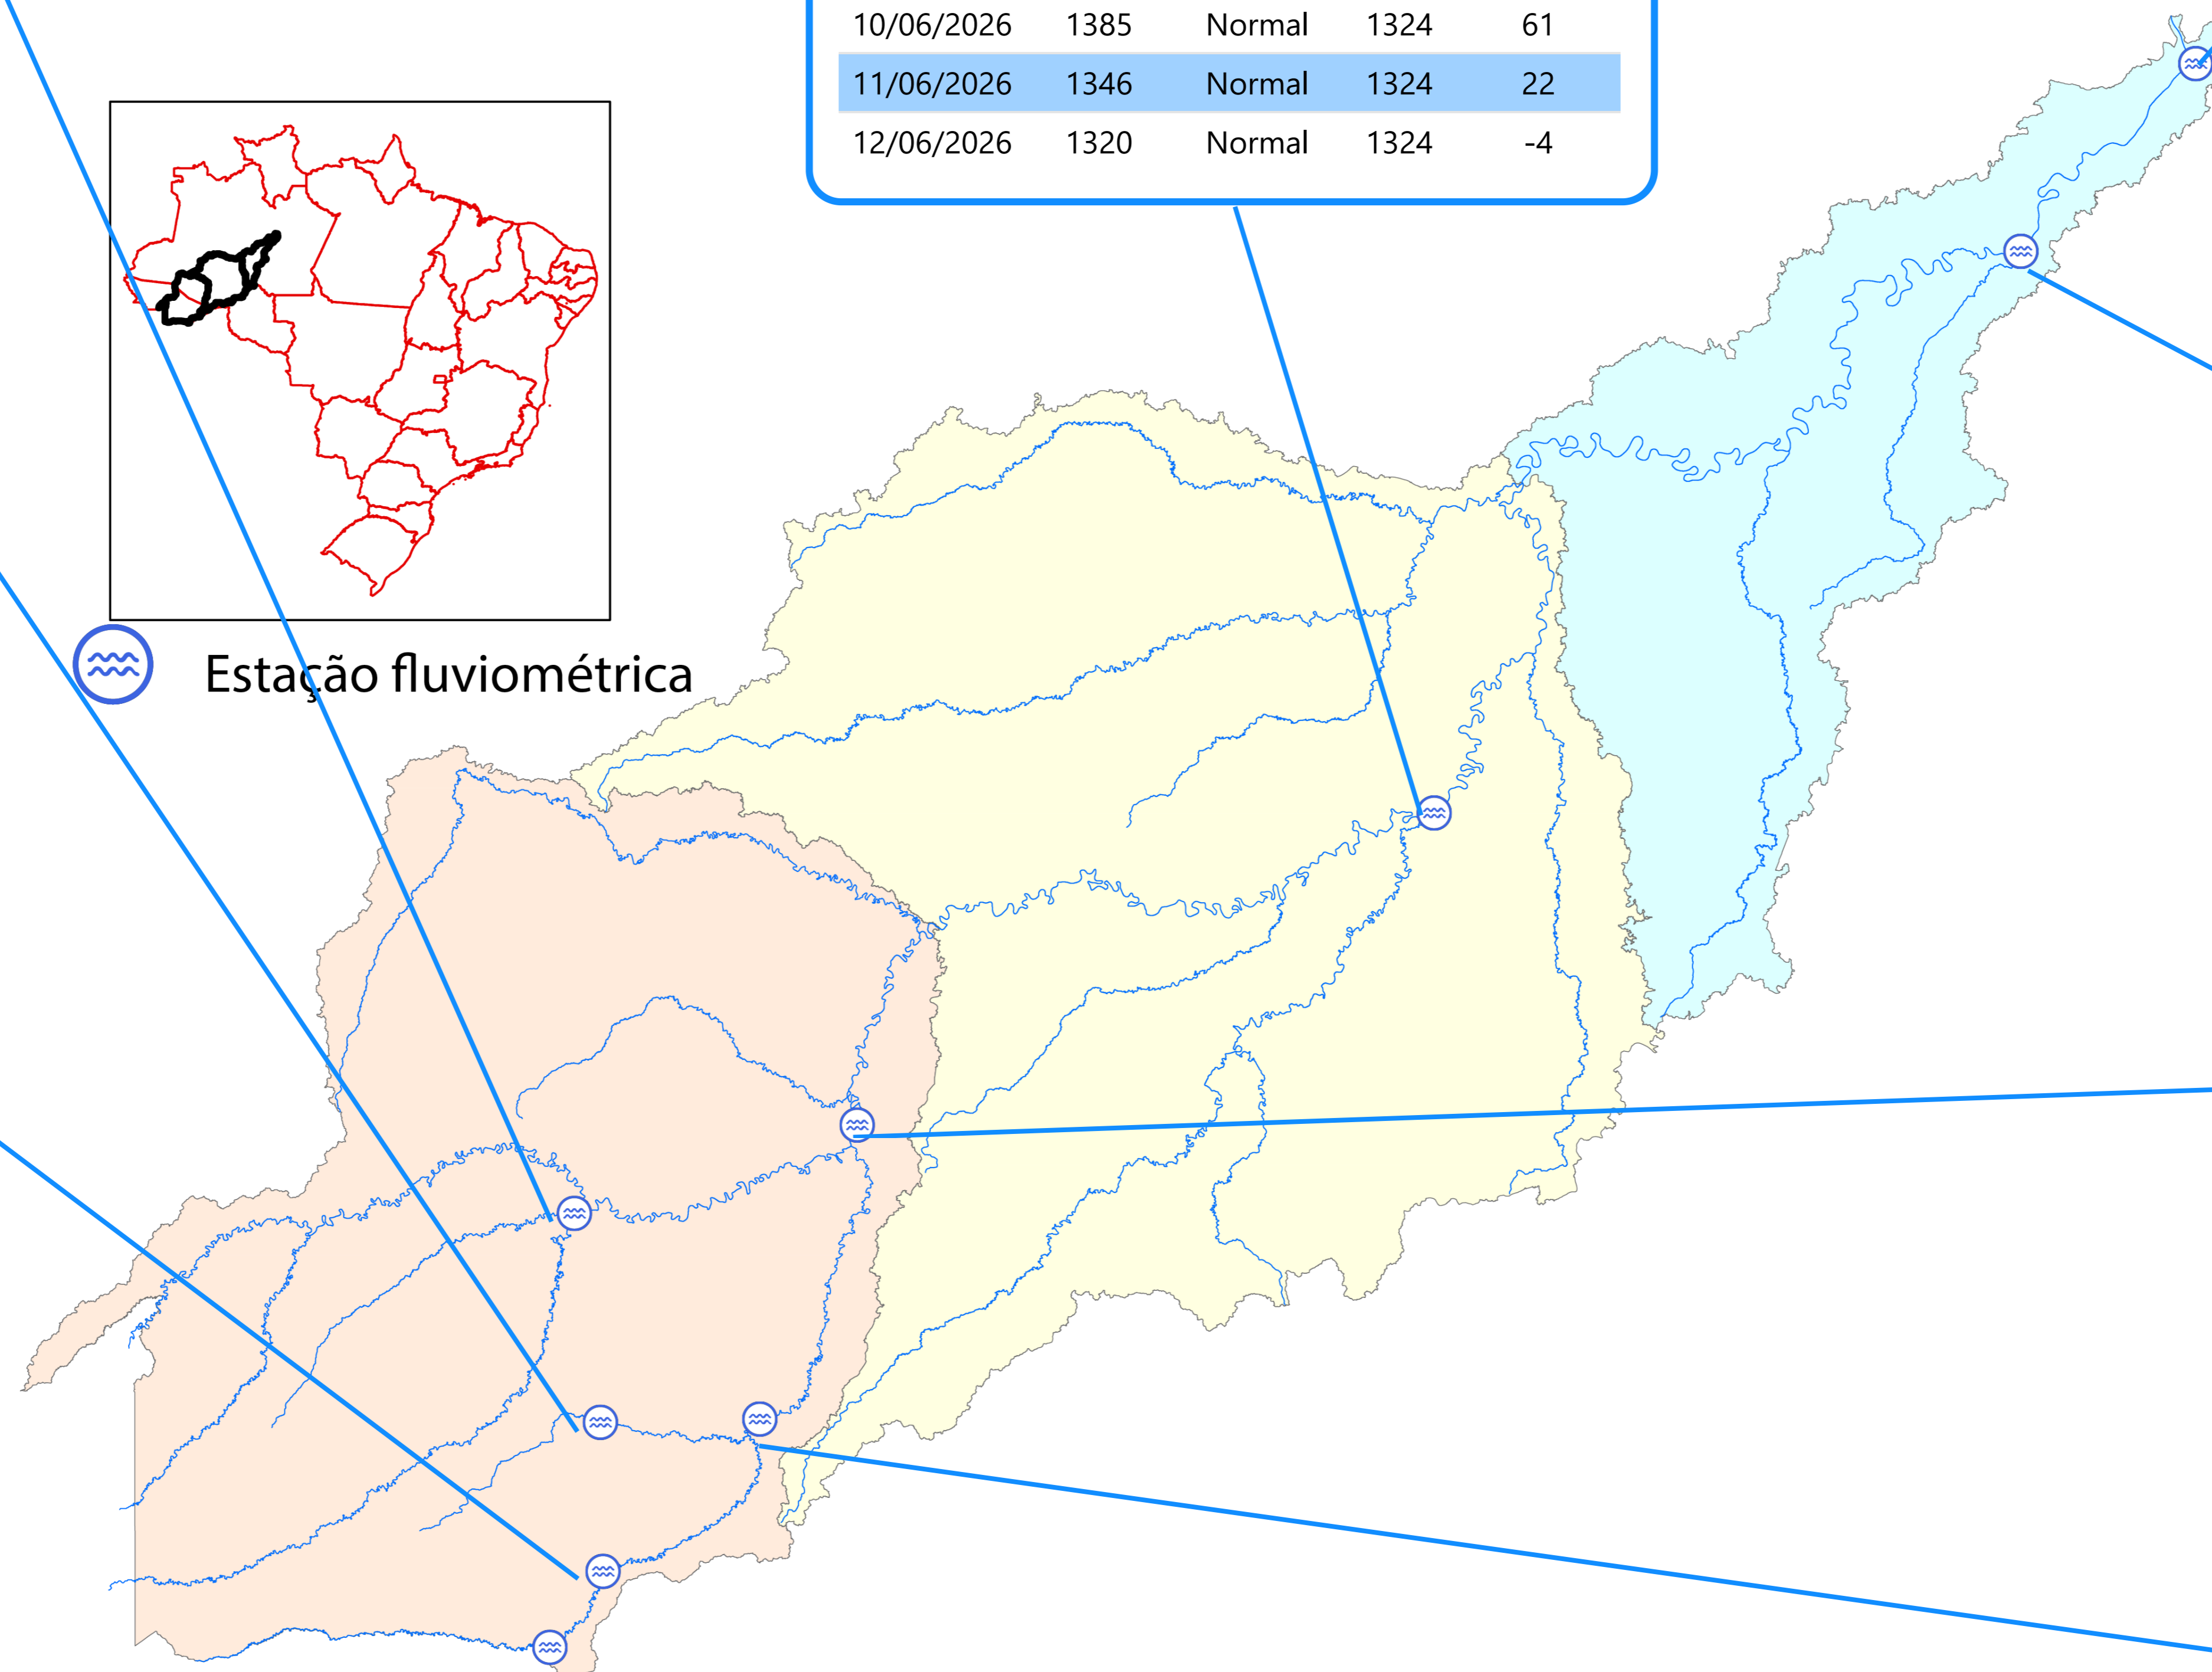 10/06/2026 1385 Normal 1324 61
11/06/2026 1346 Normal 1324 22
12/06/2026 1320 Normal 1324 -4
Estação fluviométrica